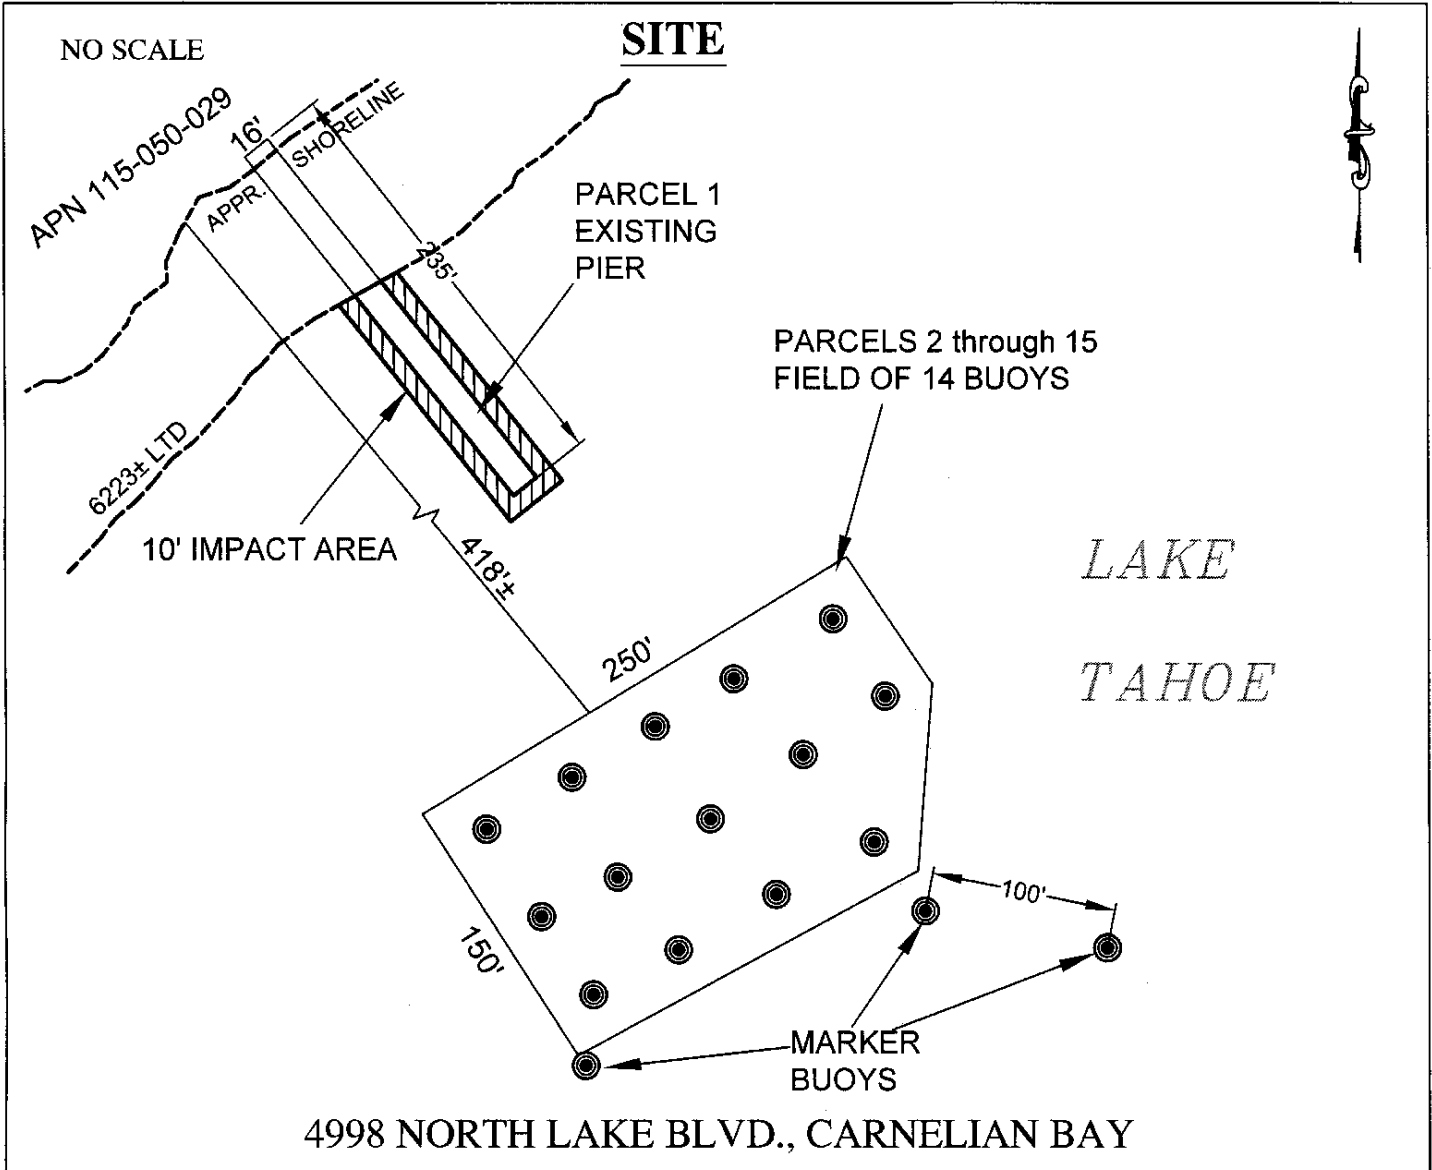 NO SCALE
SITE
APN 115-050-029
16'
APPR. SHORELINE
235'
PARCEL 1
EXISTING
PIER
6223± LTD
10' IMPACT AREA
PARCELS 2 through 15
FIELD OF 14 BUOYS
418'±
LAKE
TAHOE
250'
150'
100'
MARKER
BUOYS
4998 NORTH LAKE BLVD., CARNELIAN BAY